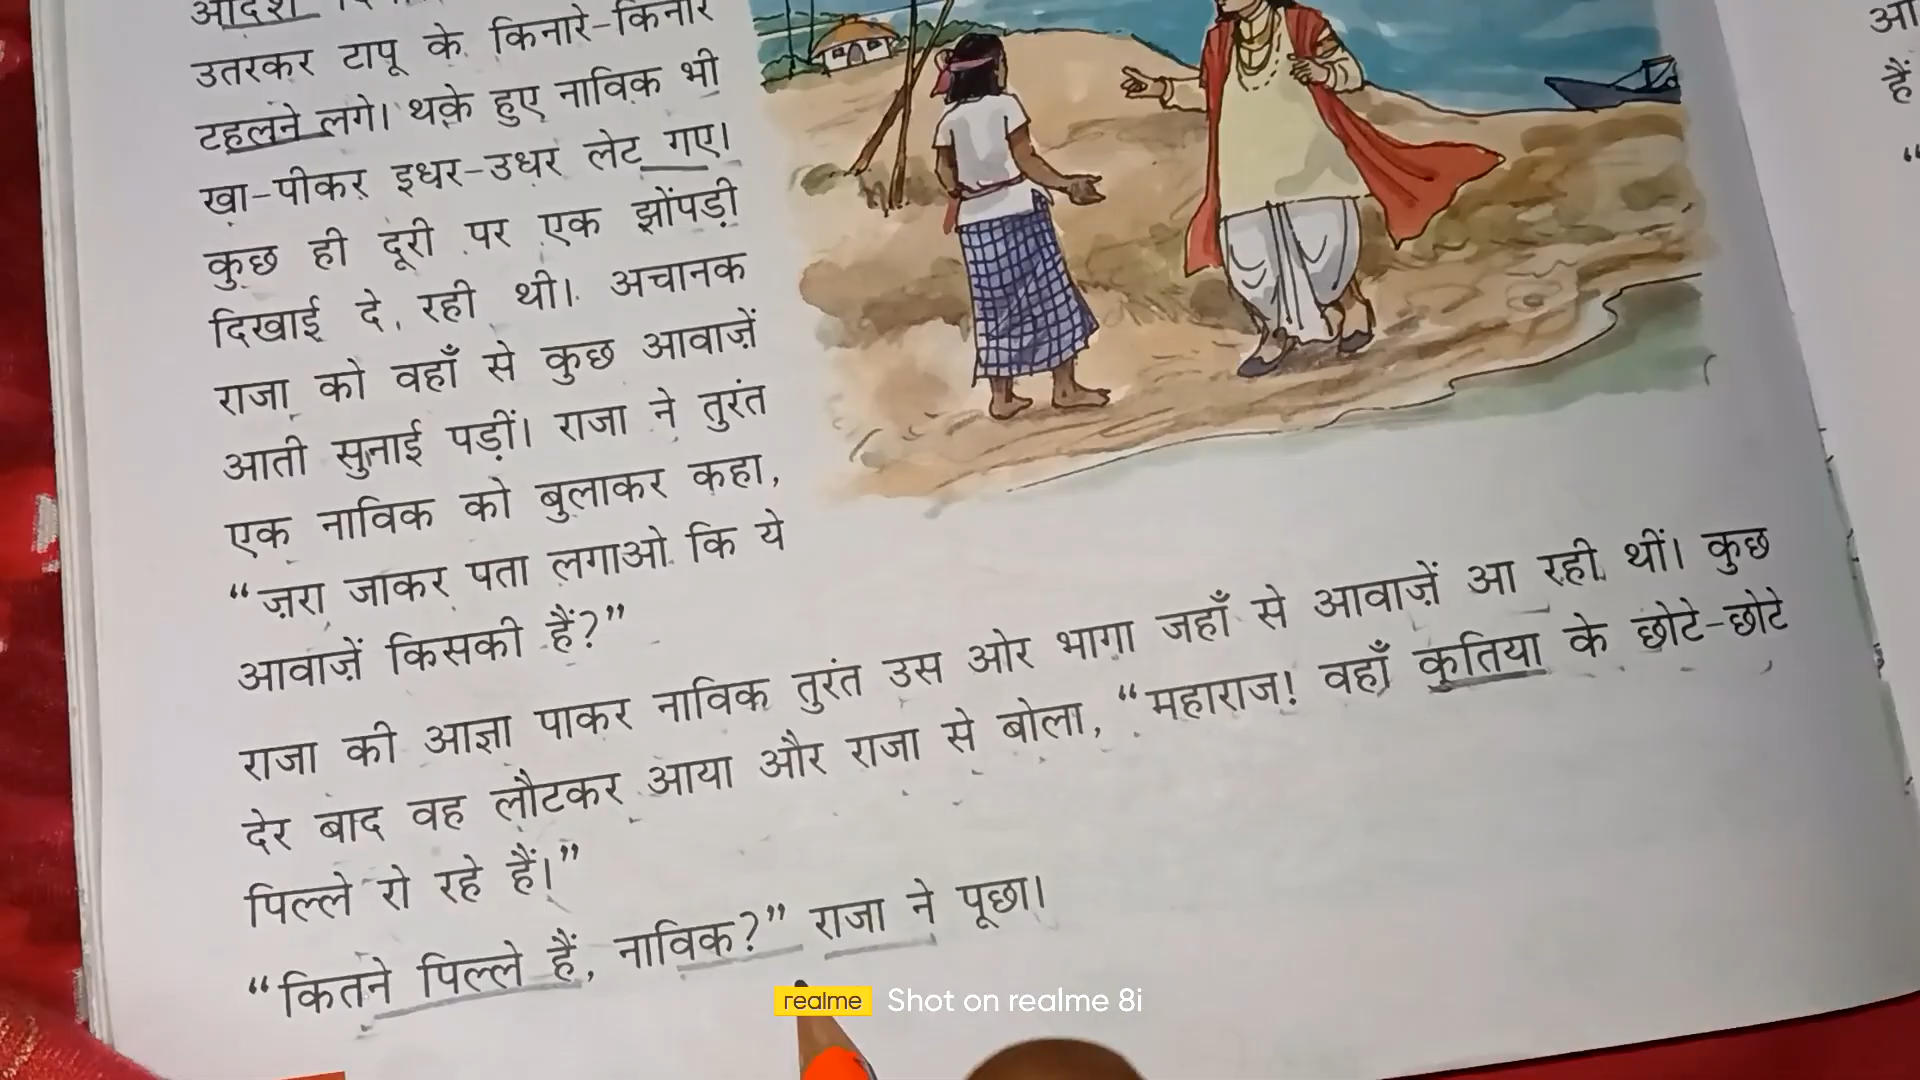 आदेश
उतरकर टापू के किनारे-किनारे
टहलने लगे। थके हुए नाविक भी
खा-पीकर इधर-उधर लेट गए।
कुछ ही दूरी पर एक झोंपड़ी
दिखाई दे रही थी। अचानक
राजा को वहाँ से कुछ आवाज़ें
आती सुनाई पड़ीं। राजा ने तुरंत
एक नाविक को बुलाकर कहा,
“ज़रा जाकर पता लगाओ कि ये
आवाज़ें किसकी हैं?”
राजा की आज्ञा पाकर नाविक तुरंत उस ओर भागा जहाँ से आवाज़ें आ रही थीं। कुछ
देर बाद वह लौटकर आया और राजा से बोला, “महाराज! वहाँ कुतिया के छोटे-छोटे
पिल्ले रो रहे हैं।”
“कितने पिल्ले हैं, नाविक?” राजा ने पूछा।
हैं
realme Shot on realme 8i